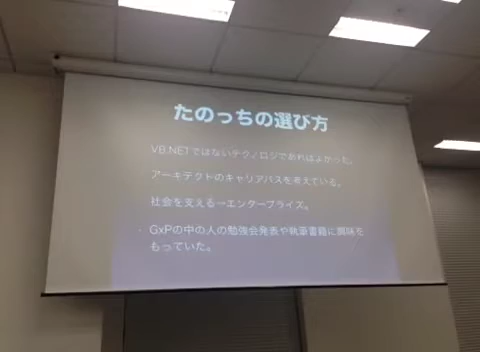 たのっちの選び方
VB.NETではないテクノロジであればよかった。
アーキテクトのキャリアパスを考えている。
社会を支える→エンタープライズ。
・GxPの中の人の勉強会発表や執筆書籍に興味を
もっていた。